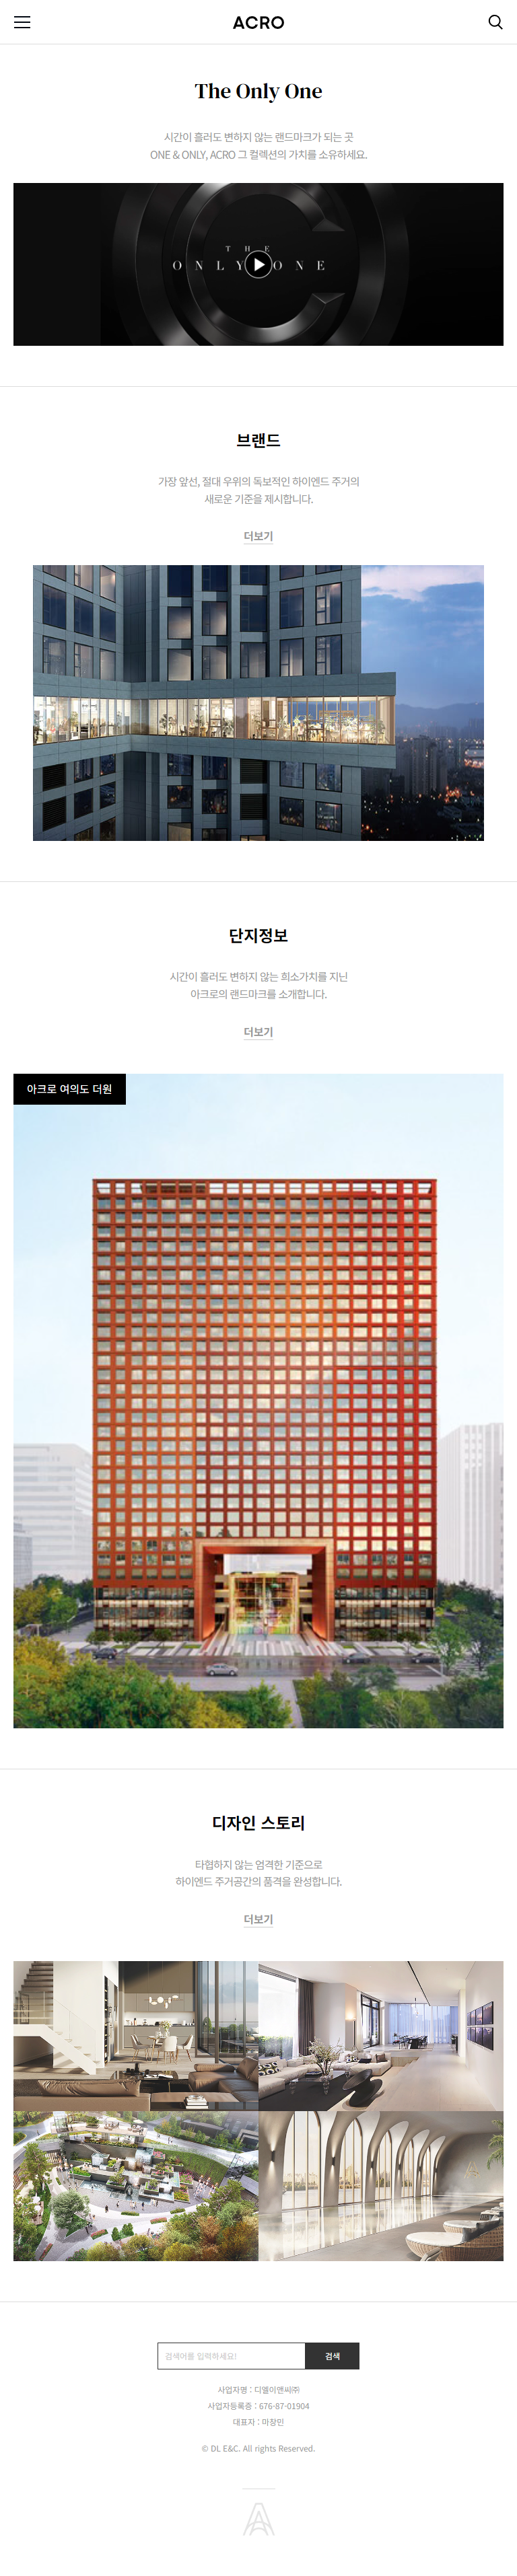 ACRO
The Only One
시간이 흘러도 변하지 않는 랜드마크가 되는 곳
ONE & ONLY, ACRO 그 컬렉션의 가치를 소유하세요.
THE
ONLY ONE
브랜드
가장 앞선, 절대 우위의 독보적인 하이엔드 주거의
새로운 기준을 제시합니다.
더보기
단지정보
시간이 흘러도 변하지 않는 희소가치를 지닌
아크로의 랜드마크를 소개합니다.
더보기
아크로 여의도 더원
디자인 스토리
타협하지 않는 엄격한 기준으로
하이엔드 주거공간의 품격을 완성합니다.
더보기
검색어를 입력하세요!
검색
사업자명 : 디엘이앤씨㈜
사업자등록증 : 676-87-01904
대표자 : 마창민
© DL E&C. All rights Reserved.